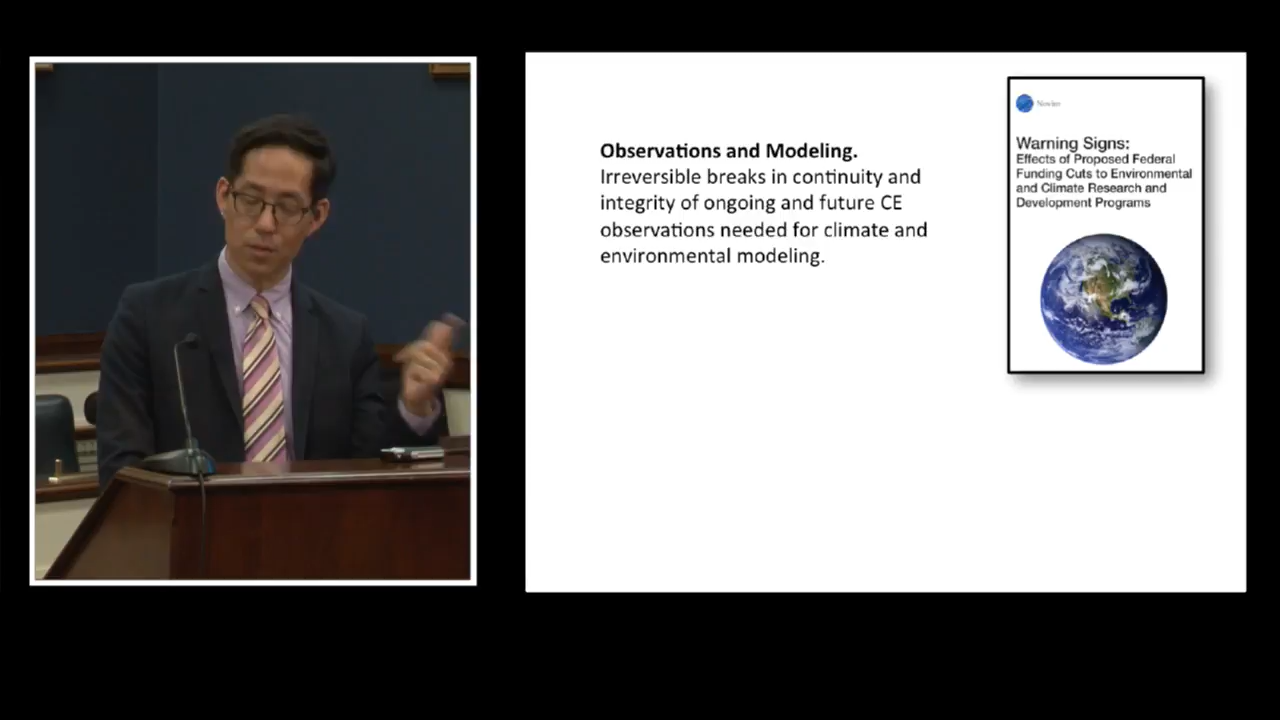 Observations and Modeling.
Irreversible breaks in continuity and
integrity of ongoing and future CE
observations needed for climate and
environmental modeling.
Warning Signs:
Effects of Proposed Federal
Funding Cuts to Environmental
and Climate Research and
Development Programs